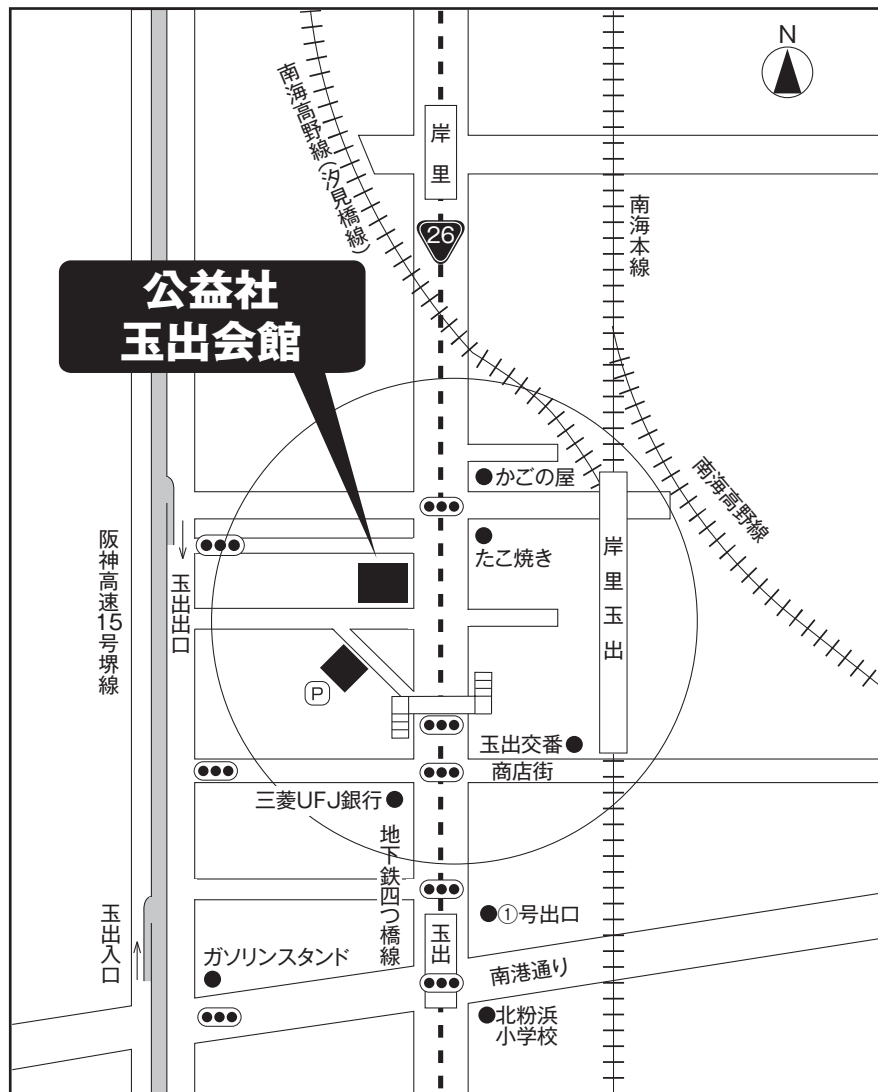 N
南海高野線(汐見橋線)
岸里
26
南海本線
公益社
玉出会館
かごの屋
南海高野線
たこ焼き
岸里玉出
阪神高速15号堺線
玉出出口
P
玉出交番
商店街
三菱UFJ銀行
地下鉄四つ橋線
①号出口
玉出
玉出入口
ガソリンスタンド
南港通り
北粉浜
小学校